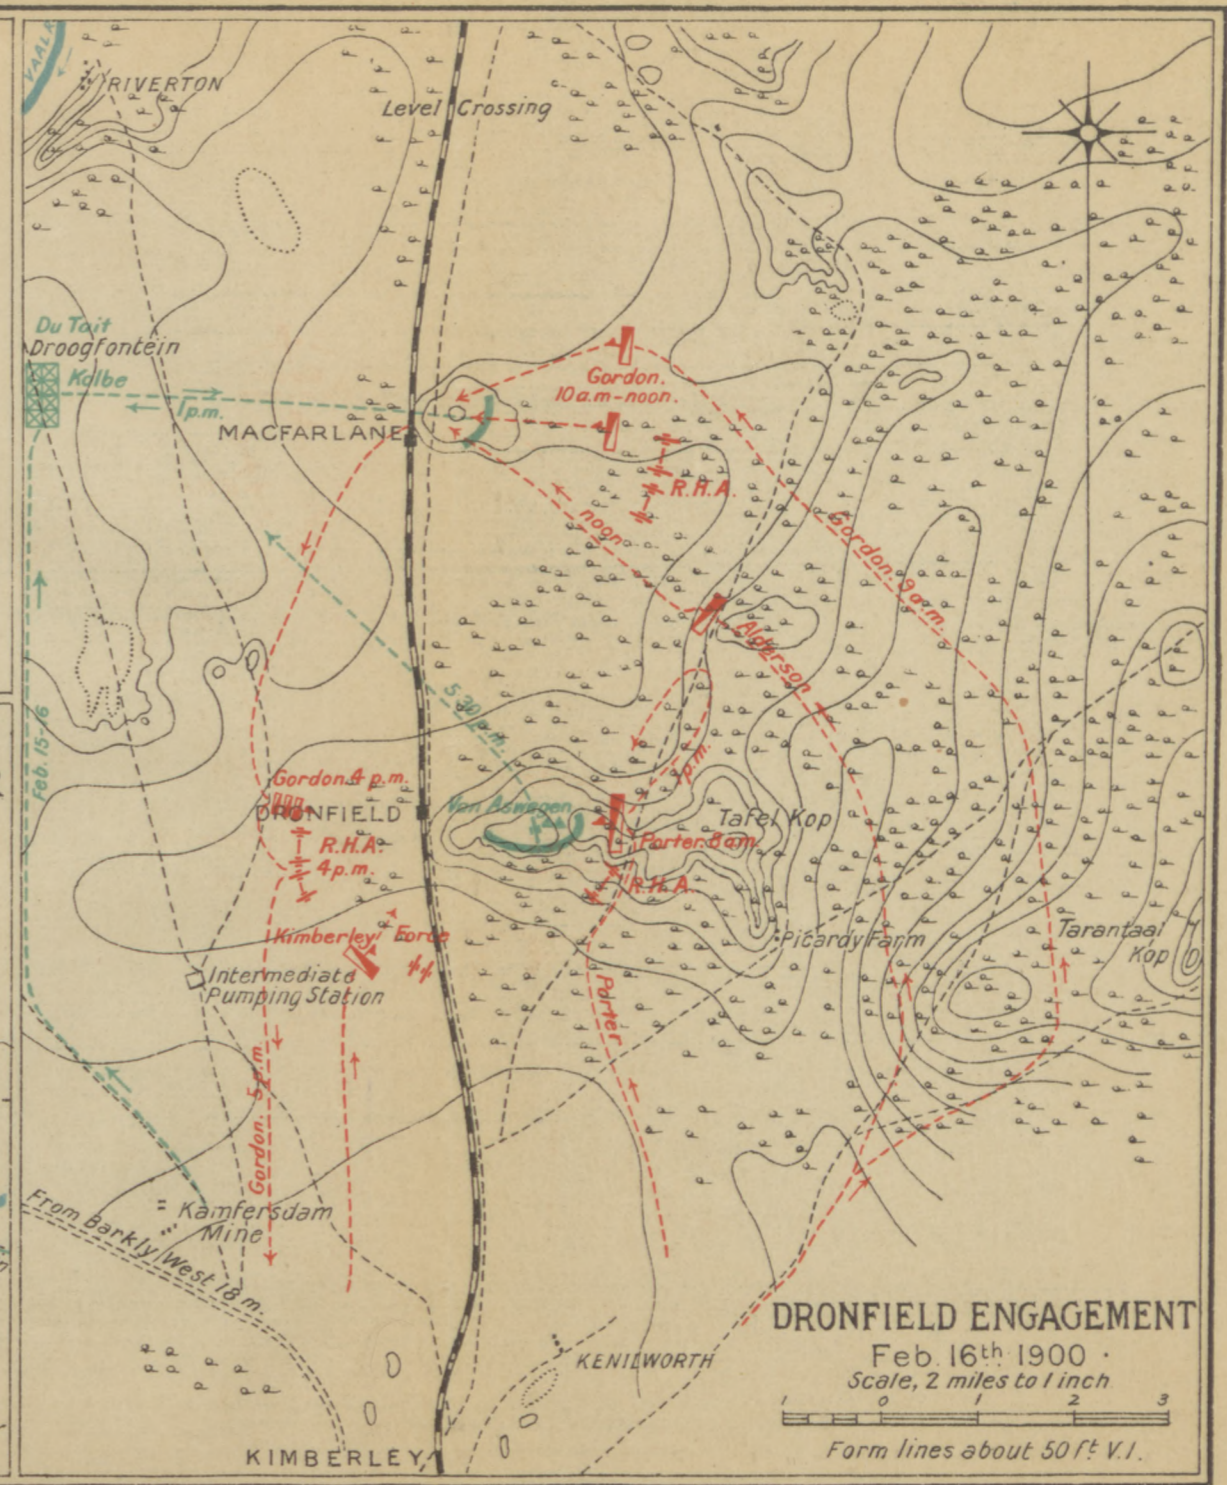 VAAL R.
RIVERTON
Level Crossing
Du Toit
Droogfontein
Kolbe
1 p.m.
MACFARLANE
Gordon.
10 a.m-noon.
R.H.A.
noon
Gordon. 9 a.m.
Alderson
Feb. 15-16
5.30 p.m.
1 p.m.
Gordon 4 p.m.
DRONFIELD
Van Aswegen
Tafel Kop
Porter 8 am.
R.H.A.
4 p.m.
R.H.A.
Kimberley Force
Picardy Farm
Tarantaal
Kop
Intermediate
Pumping Station
Porter
Gordon. 5 p.m.
Kamfersdam
Mine
From Barkly West 18 m.
DRONFIELD ENGAGEMENT
Feb. 16th 1900
KENILWORTH
Scale, 2 miles to 1 inch
1 0 1 2 3
KIMBERLEY
Form lines about 50 ft V.I.